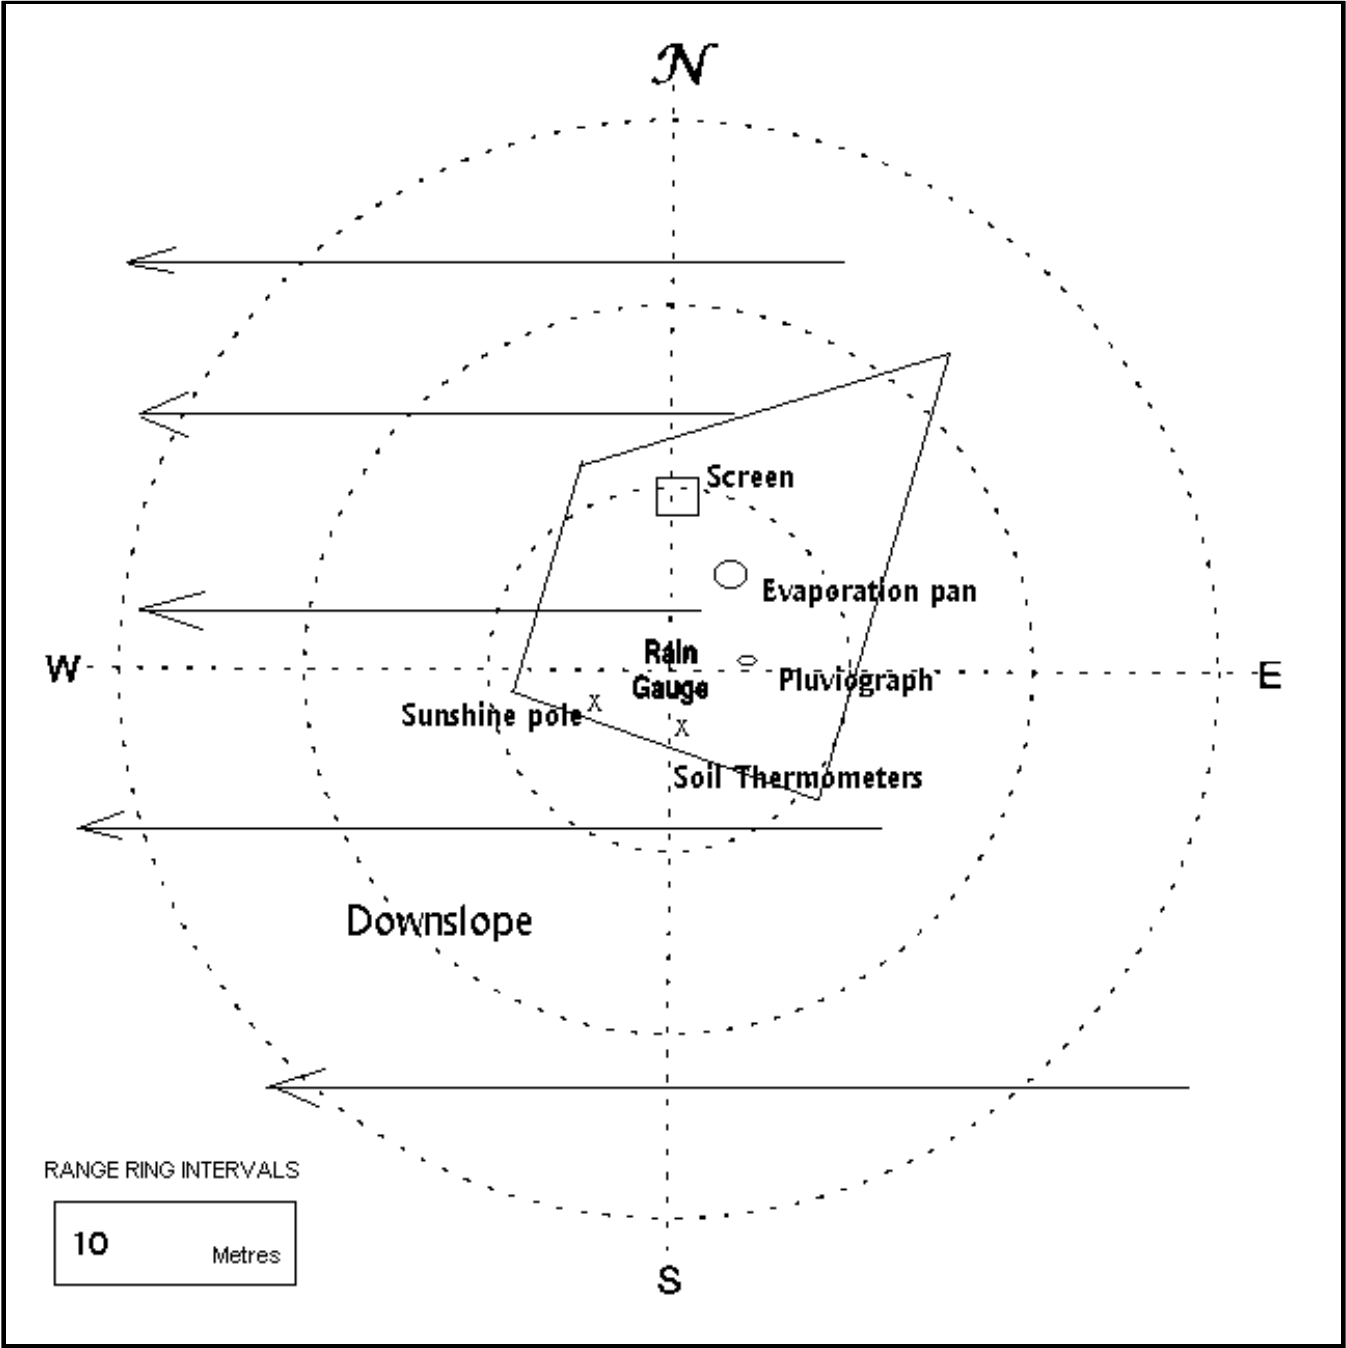 N
Screen
Evaporation pan
W
Rain
Gauge
Pluviograph
E
Sunshine pole
X
X
Soil Thermometers
Downslope
RANGE RING INTERVALS
10 Metres
S